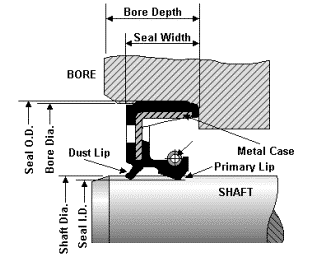 Bore Depth
Seal Width
BORE
Seal O.D.
Bore Dia.
Metal Case
Dust Lip
Primary Lip
SHAFT
Shaft Dia.
Seal I.D.